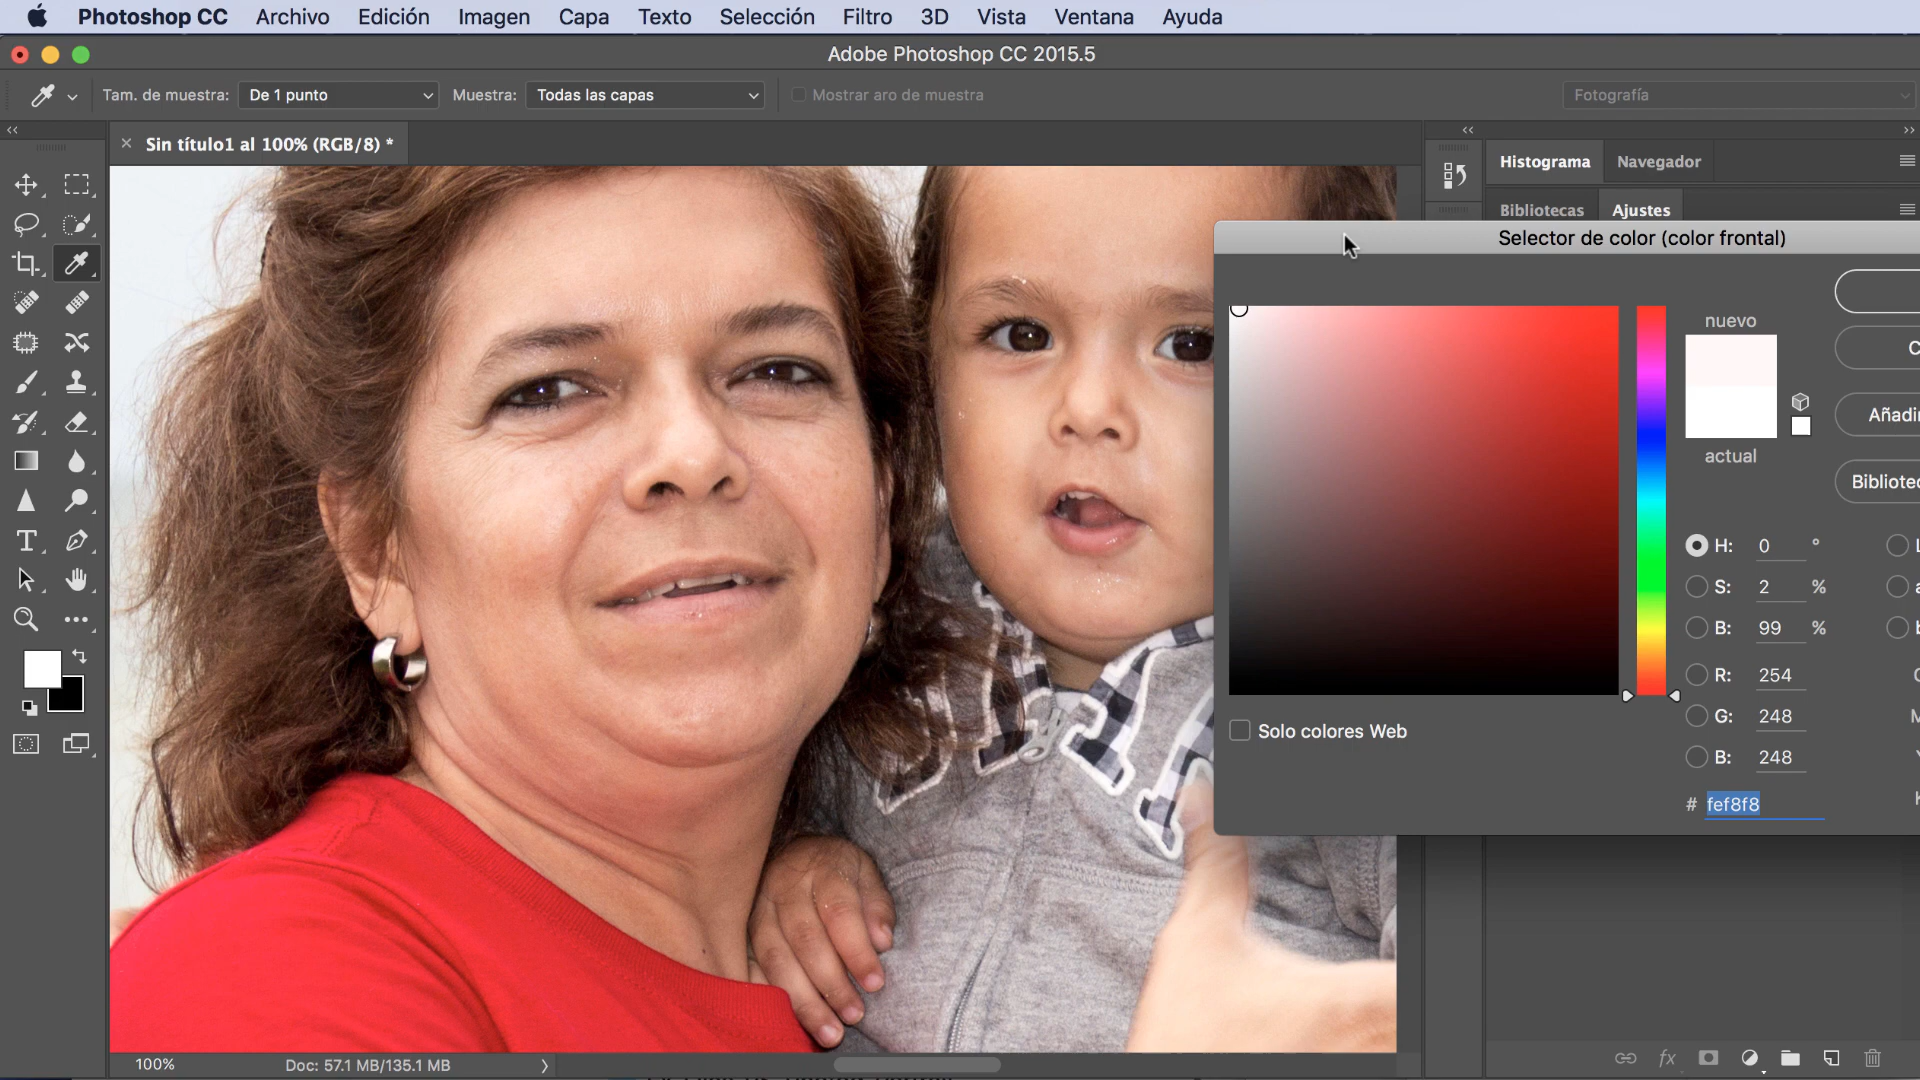 Photoshop CC Archivo Edición Imagen Capa Texto Selección Filtro 3D Vista Ventana Ayuda
Adobe Photoshop CC 2015.5
Tam. de muestra: De 1 punto Muestra: Todas las capas Mostrar aro de muestra Fotografía
Sin título1 al 100% (RGB/8) *
Histograma Navegador
Bibliotecas Ajustes
Selector de color (color frontal)
nuevo
actual
Añadir
H: 0 °
S: 2 %
B: 99 %
R: 254
G: 248
B: 248
# fef8f8
Solo colores Web
100% Doc: 57.1 MB/135.1 MB
fx